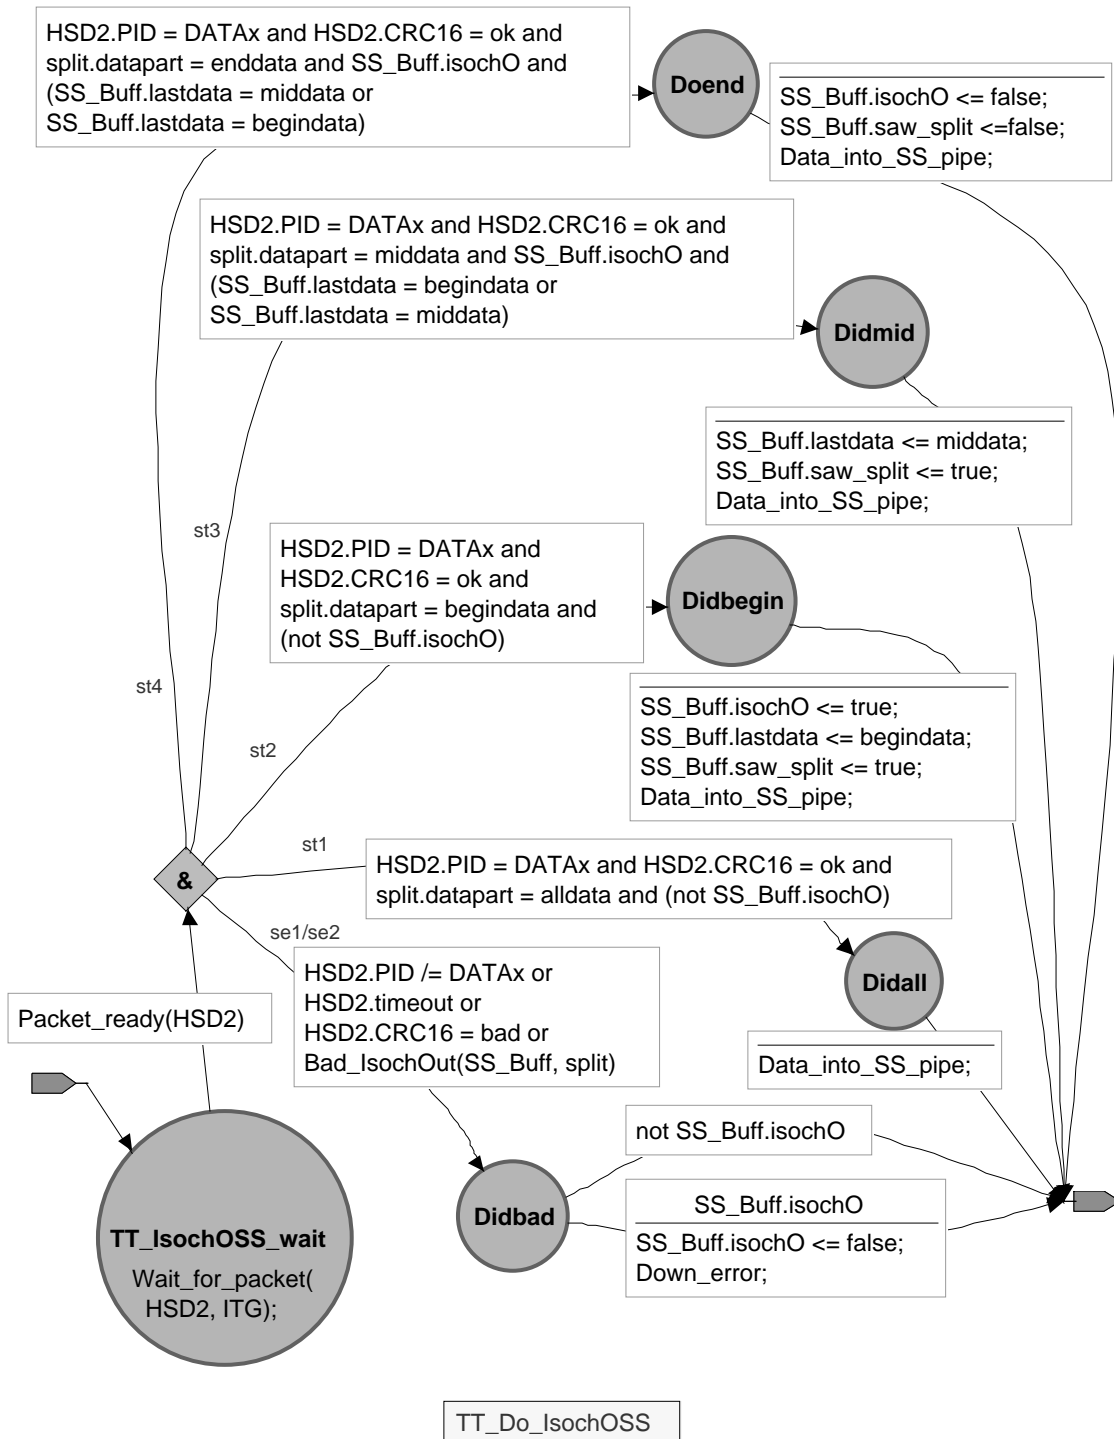 HSD2.PID = DATAx and HSD2.CRC16 = ok and
split.datapart = enddata and SS_Buff.isochO and
(SS_Buff.lastdata = middata or
SS_Buff.lastdata = begindata)
Doend
SS_Buff.isochO <= false;
SS_Buff.saw_split <=false;
Data_into_SS_pipe;
HSD2.PID = DATAx and HSD2.CRC16 = ok and
split.datapart = middata and SS_Buff.isochO and
(SS_Buff.lastdata = begindata or
SS_Buff.lastdata = middata)
Didmid
SS_Buff.lastdata <= middata;
SS_Buff.saw_split <= true;
Data_into_SS_pipe;
st3
HSD2.PID = DATAx and
HSD2.CRC16 = ok and
split.datapart = begindata and
(not SS_Buff.isochO)
Didbegin
st4
SS_Buff.isochO <= true;
SS_Buff.lastdata <= begindata;
SS_Buff.saw_split <= true;
Data_into_SS_pipe;
st2
st1
HSD2.PID = DATAx and HSD2.CRC16 = ok and
split.datapart = alldata and (not SS_Buff.isochO)
&
se1/se2
HSD2.PID /= DATAx or
HSD2.timeout or
HSD2.CRC16 = bad or
Bad_IsochOut(SS_Buff, split)
Didall
Packet_ready(HSD2)
Data_into_SS_pipe;
not SS_Buff.isochO
Didbad
SS_Buff.isochO
SS_Buff.isochO <= false;
Down_error;
TT_IsochOSS_wait
Wait_for_packet(
HSD2, ITG);
TT_Do_IsochOSS